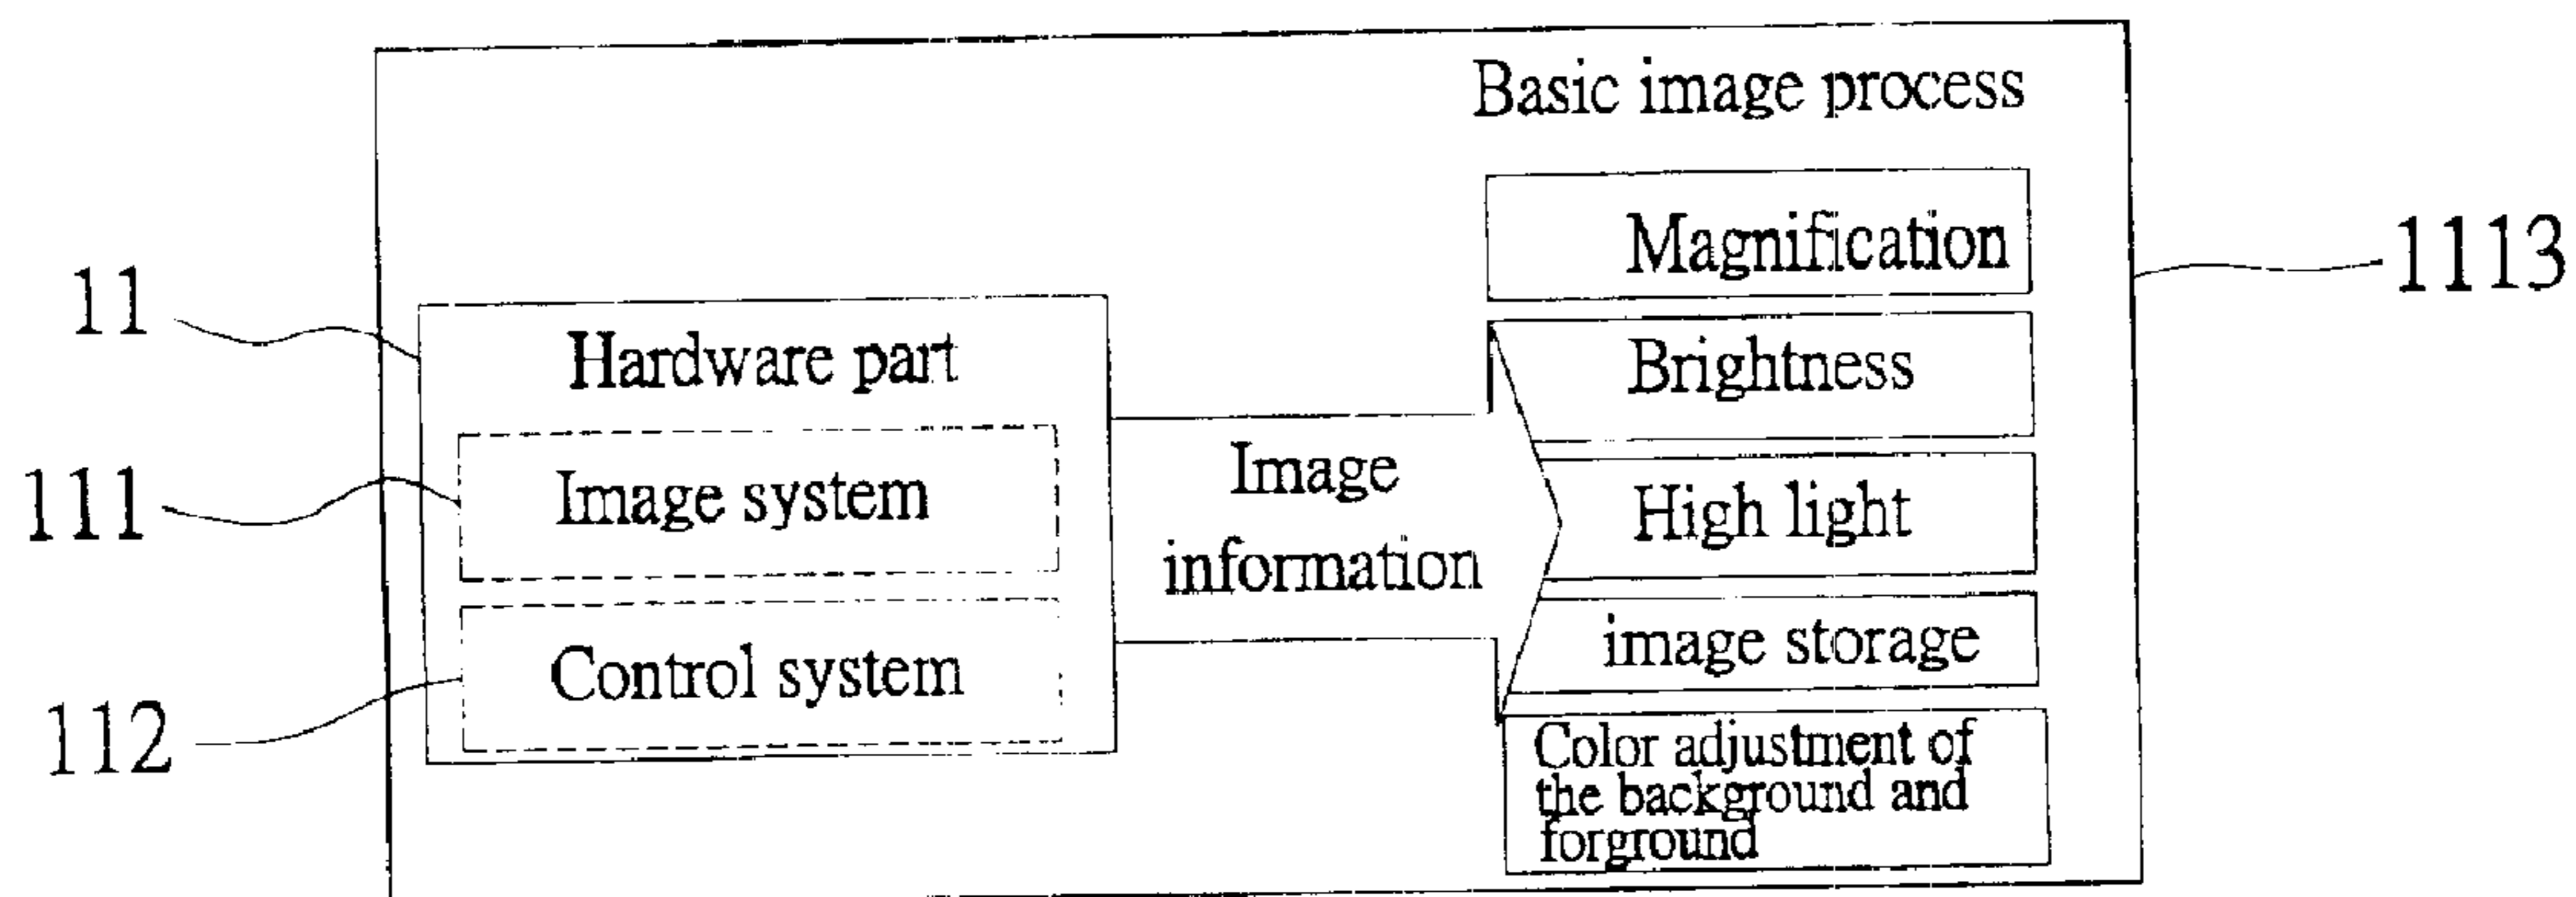 Basic image process
Magnification
1113
11
Hardware part
Brightness
111
Image system
Image
information
High light
112
Control system
image storage
Color adjustment of
the background and
forground